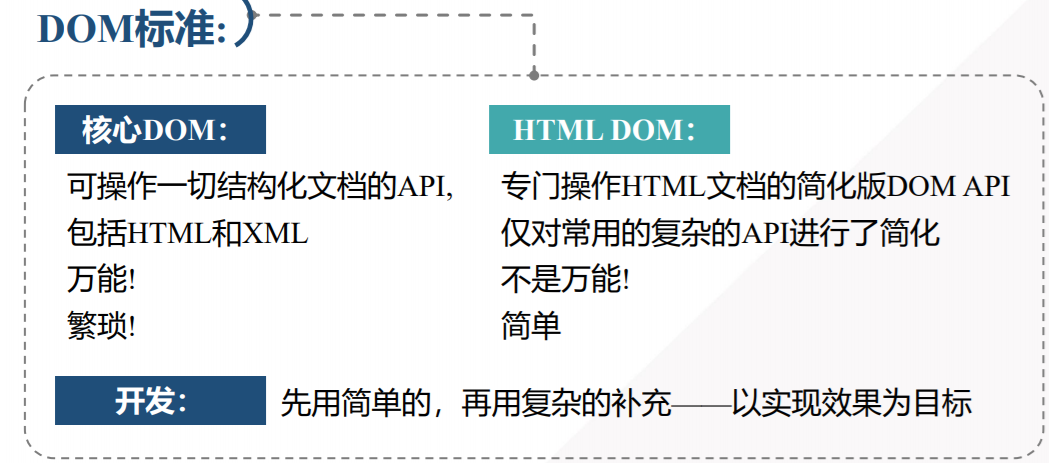 DOM标准:
核心DOM：
可操作一切结构化文档的API,
包括HTML和XML
万能!
繁琐!
HTML DOM：
专门操作HTML文档的简化版DOM API
仅对常用的复杂的API进行了简化
不是万能!
简单
开发：
先用简单的，再用复杂的补充——以实现效果为目标